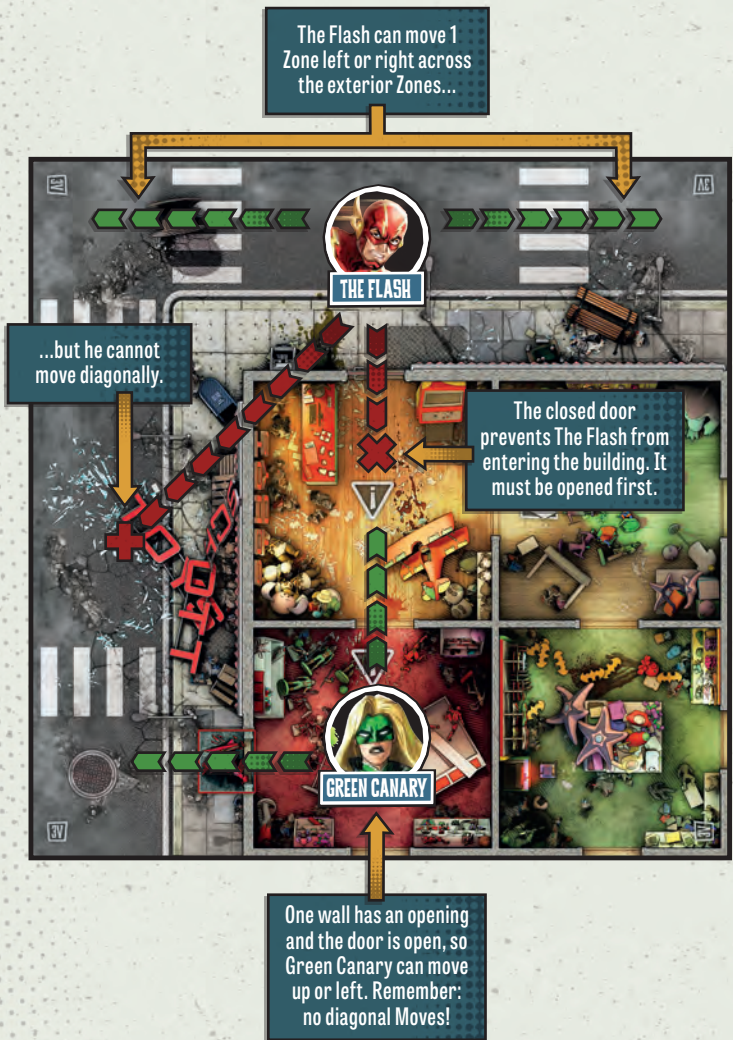 The Flash can move 1
Zone left or right across
the exterior Zones...
3V
3V
THE FLASH
...but he cannot
move diagonally.
The closed door
prevents The Flash from
entering the building. It
must be opened first.
i
GREEN CANARY
3V
One wall has an opening
and the door is open, so
Green Canary can move
up or left. Remember:
no diagonal Moves!